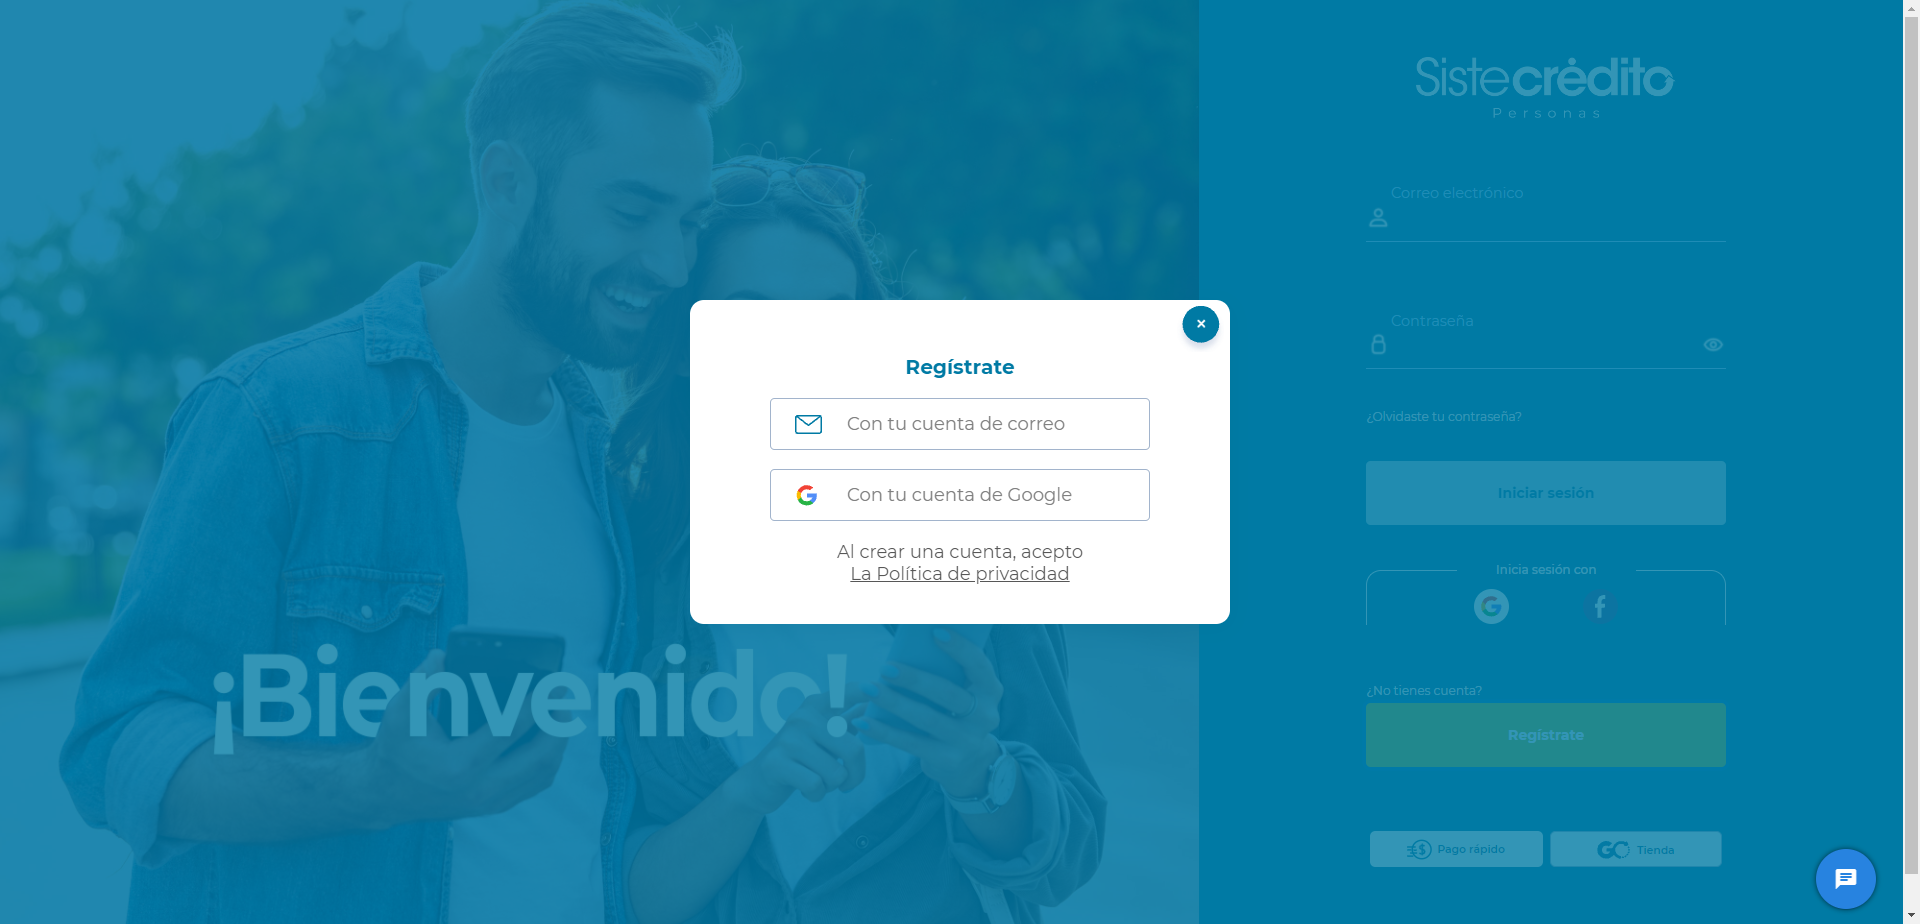 Sistecrédito
Personas
Correo electrónico
Contraseña
¿Olvidaste tu contraseña?
Iniciar sesión
Inicia sesión con
¿No tienes cuenta?
Regístrate
Pago rápido
GO Tienda
¡Bienvenido!
×
Regístrate
Con tu cuenta de correo
Con tu cuenta de Google
Al crear una cuenta, acepto
La Política de privacidad